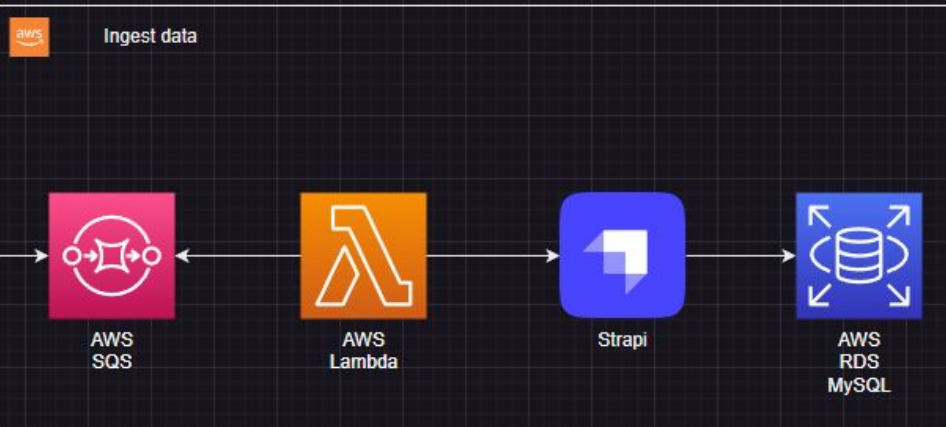 aws
Ingest data
AWS
SQS
AWS
Lambda
Strapi
AWS
RDS
MySQL